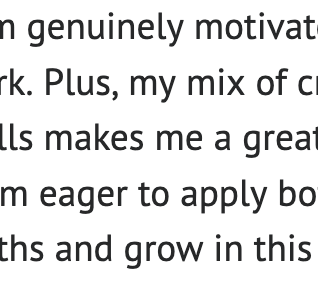 m genuinely motivat
rk. Plus, my mix of c
lls makes me a great
m eager to apply bo
ths and grow in this